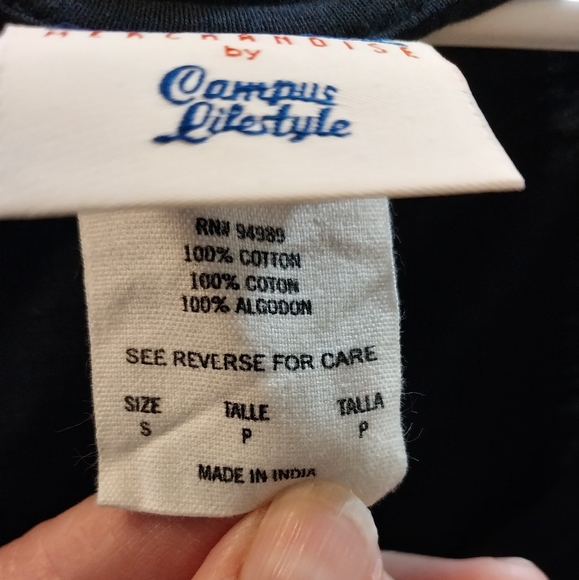 MERCHANDISE
by
Campus
Lifestyle
RN# 94989
100% COTTON
100% COTON
100% ALGODON
SEE REVERSE FOR CARE
SIZE TALLE TALLA
S P P
MADE IN INDIA